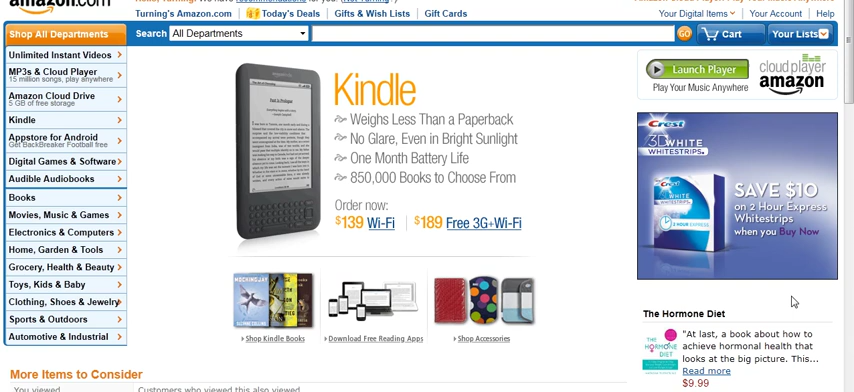 amazon.com
Turning's Amazon.com
Today's Deals
Gifts & Wish Lists
Gift Cards
Your Digital Items
Your Account
Help
Shop All Departments
Search
All Departments
GO
Cart
Your Lists
Unlimited Instant Videos
MP3s & Cloud Player
15 million songs, play anywhere
Amazon Cloud Drive
5 GB of free storage
Kindle
Appstore for Android
Get BackBreaker Football free
Digital Games & Software
Audible Audiobooks
Books
Movies, Music & Games
Electronics & Computers
Home, Garden & Tools
Grocery, Health & Beauty
Toys, Kids & Baby
Clothing, Shoes & Jewelry
Sports & Outdoors
Automotive & Industrial
Kindle
Weighs Less Than a Paperback
No Glare, Even in Bright Sunlight
One Month Battery Life
850,000 Books to Choose From
Order now:
$139 Wi-Fi
$189 Free 3G+Wi-Fi
MOCKINGJAY
Shop Kindle Books
Download Free Reading Apps
Shop Accessories
Launch Player
Play Your Music Anywhere
cloud player
amazon
Crest
3D WHITE
WHITESTRIPS.
SAVE $10
on 2 Hour Express
Whitestrips
when you Buy Now
The Hormone Diet
THE
HORMONE
DIET
"At last, a book about how to
achieve hormonal health that
looks at the big picture. This...
Read more
$9.99
More Items to Consider
You viewed
Customers who viewed this also viewed